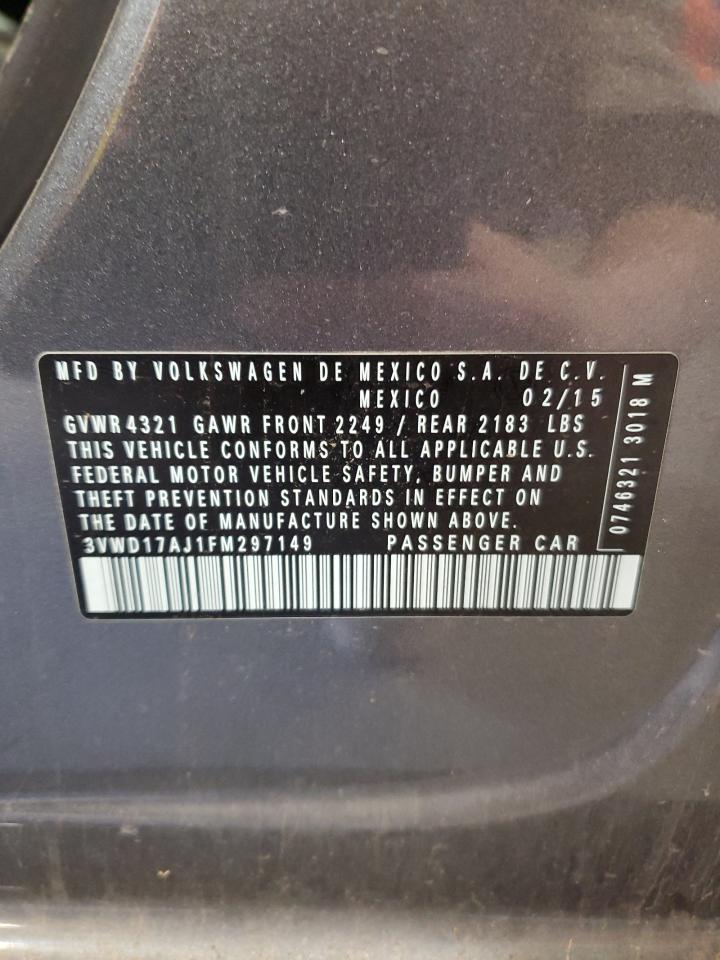 MFD BY VOLKSWAGEN DE MEXICO S.A. DE C.V.
MEXICO 02/15
GVWR 4321 GAWR FRONT 2249 / REAR 2183 LBS
THIS VEHICLE CONFORMS TO ALL APPLICABLE U.S.
FEDERAL MOTOR VEHICLE SAFETY, BUMPER AND
THEFT PREVENTION STANDARDS IN EFFECT ON
THE DATE OF MANUFACTURE SHOWN ABOVE.
3VWD17AJ1FM297149 PASSENGER CAR
0746321 3018 M